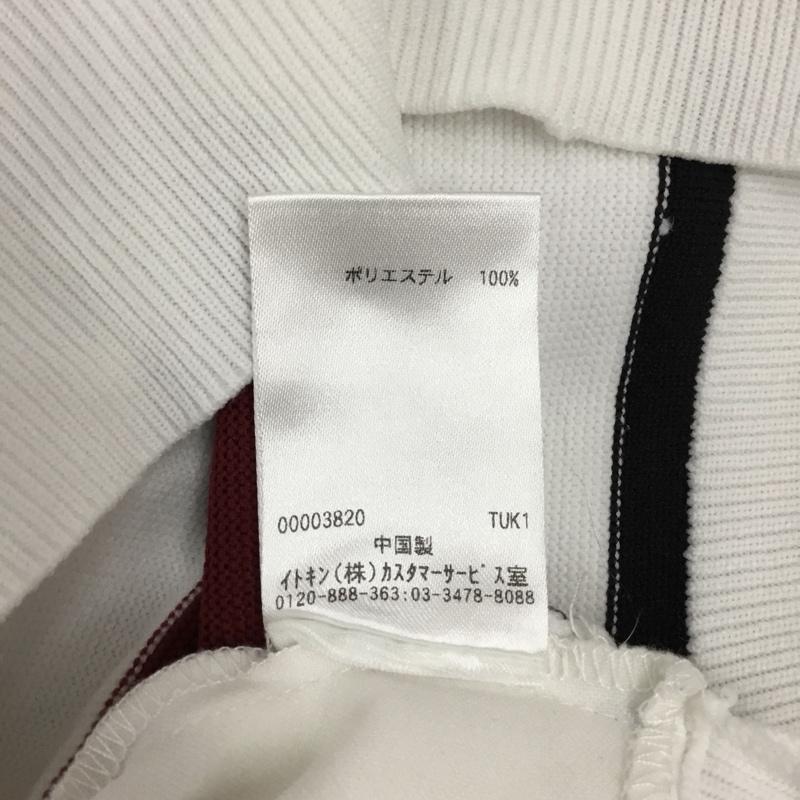 ポリエステル 100%
00003820 TUK1
中国製
イトキン(株)カスタマーサービス室
0120-888-363:03-3478-8088